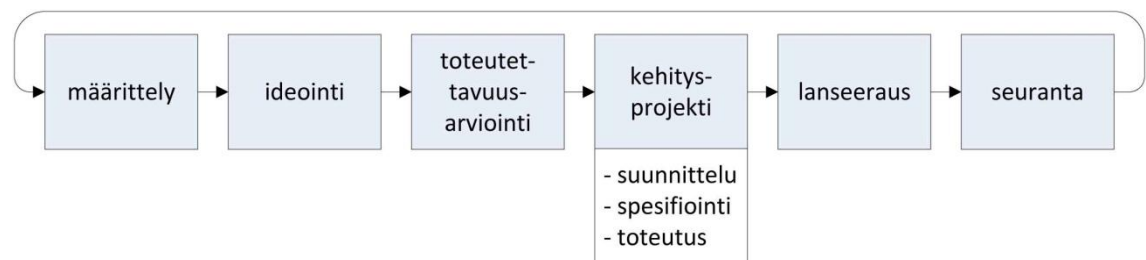 määrittely
ideointi
toteutet-
tavuus-
arviointi
kehitys-
projekti
- suunnittelu
- spesifiointi
- toteutus
lanseeraus
seuranta